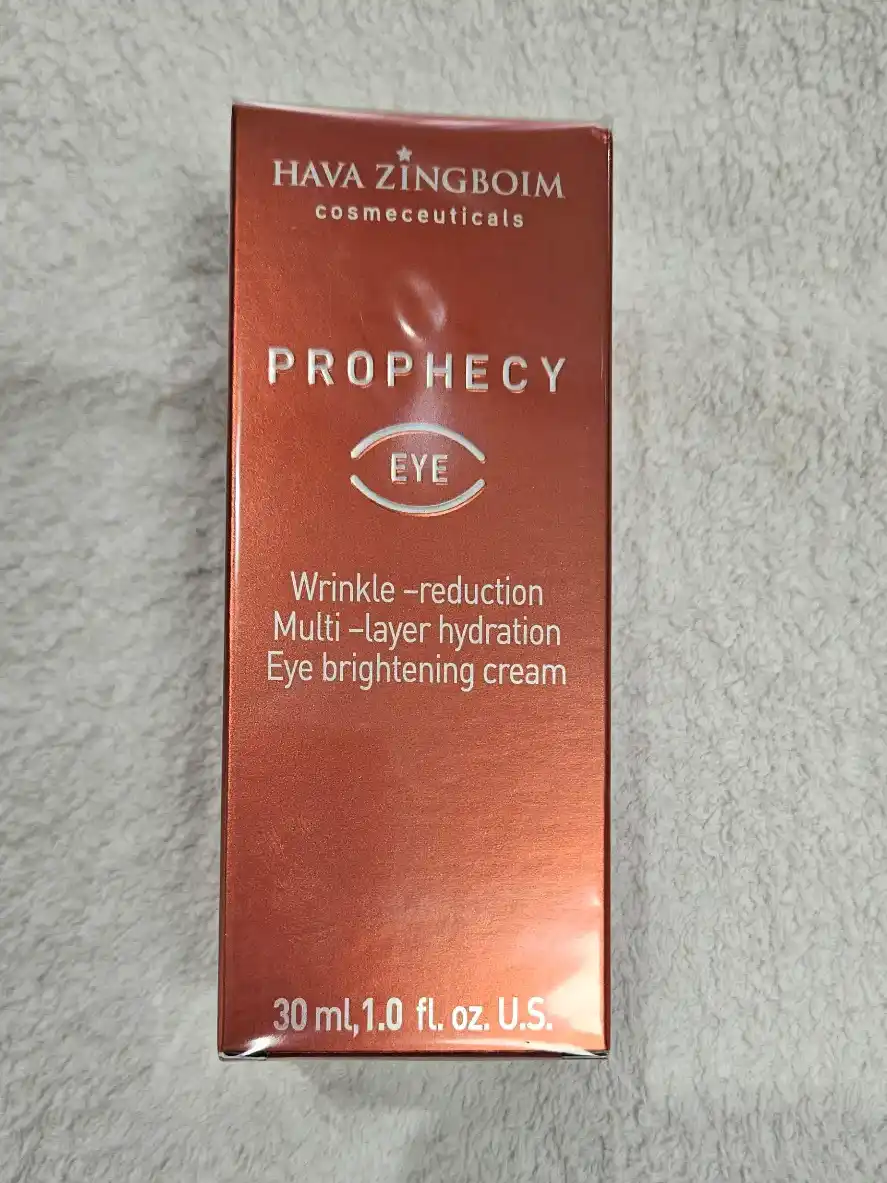 HAVA ZINGBOIM
cosmeceuticals
PROPHECY
EYE
Wrinkle –reduction
Multi –layer hydration
Eye brightening cream
30 ml,1.0 fl. oz. U.S.